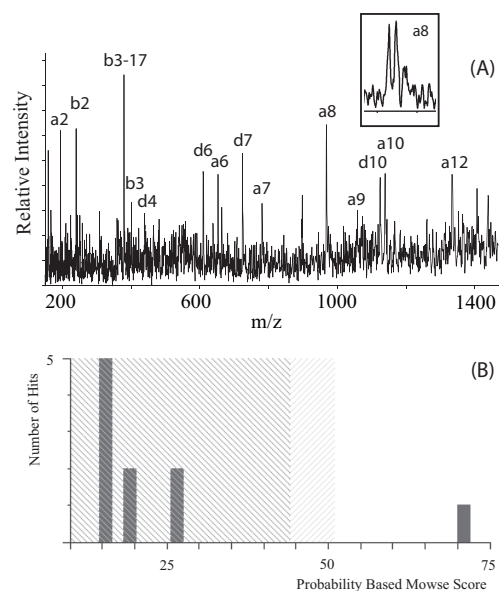 a8
(A)
b3-17
a2
b2
b3
d4
d6
a6
d7
a7
a8
a9
d10
a10
a12
Relative Intensity
200
600
1000
1400
m/z
(B)
5
Number of Hits
25
50
75
Probability Based Mowse Score